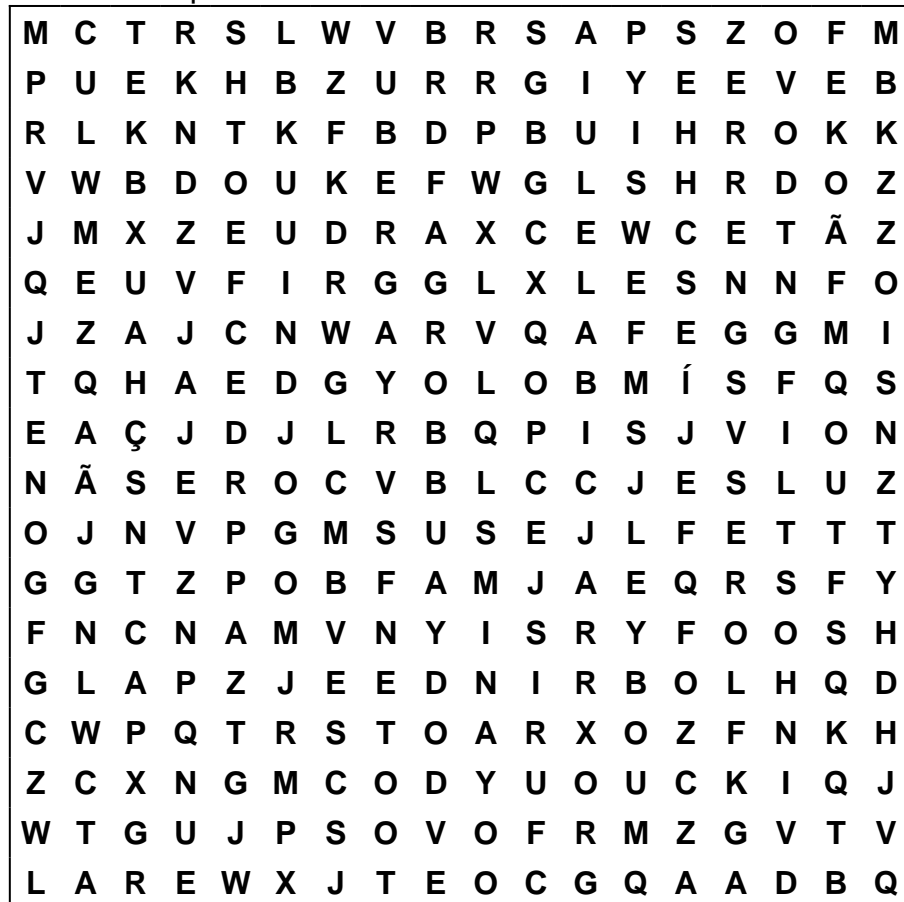 M C T R S L W V B R S A P S Z O F M
P U E K H B Z U R R G I Y E E V E B
R L K N T K F B D P B U I H R O K K
V W B D O U K E F W G L S H R D O Z
J M X Z E U D R A X C E W C E T Ã Z
Q E U V F I R G G L X L E S N N F O
J Z A J C N W A R V Q A F E G G M I
T Q H A E D G Y O L O B M Í S F Q S
E A Ç J D J L R B Q P I S J V I O N
N Ã S E R O C V B L C C J E S L U Z
O J N V P G M S U S E J L F E T T T
G G T Z P O B F A M J A E Q R S F Y
F N C N A M V N Y I S R Y F O O S H
G L A P Z J E E D N I R B O L H Q D
C W P Q T R S T O A R X O Z F N K H
Z C X N G M C O D Y U O U C K I Q J
W T G U J P S O V O F R M Z G V T V
L A R E W X J T E O C G Q A A D B Q